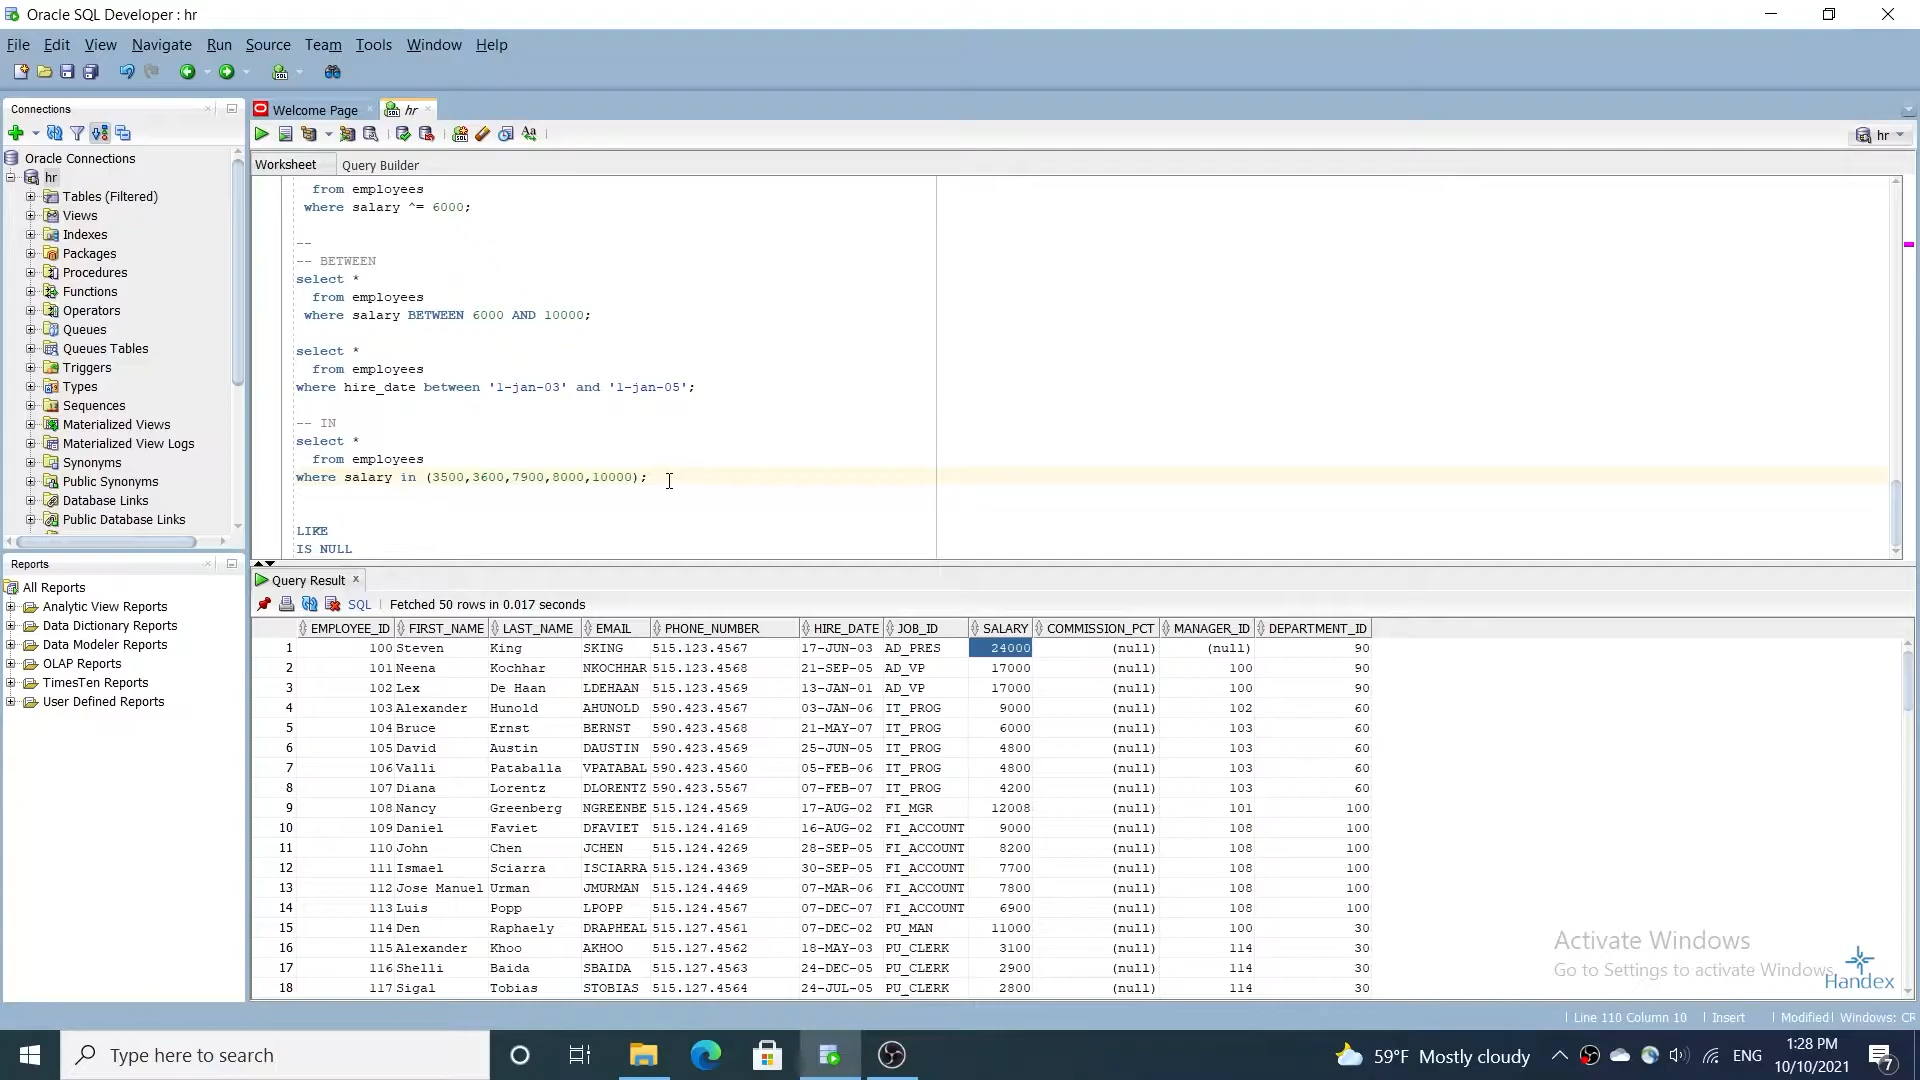 Oracle SQL Developer : hr
File Edit View Navigate Run Source Team Tools Window Help
Connections
Welcome Page
hr
hr
Worksheet
Query Builder
Oracle Connections
hr
Tables (Filtered)
Views
Indexes
Packages
Procedures
Functions
Operators
Queues
Queues Tables
Triggers
Types
Sequences
Materialized Views
Materialized View Logs
Synonyms
Public Synonyms
Database Links
Public Database Links
from employees
where salary ^= 6000;
--
-- BETWEEN
select *
from employees
where salary BETWEEN 6000 AND 10000;
select *
from employees
where hire_date between '1-jan-03' and '1-jan-05';
-- IN
select *
from employees
where salary in (3500,3600,7900,8000,10000);
LIKE
IS NULL
Reports
All Reports
Analytic View Reports
Data Dictionary Reports
Data Modeler Reports
OLAP Reports
TimesTen Reports
User Defined Reports
Query Result
SQL | Fetched 50 rows in 0.017 seconds
EMPLOYEE_ID FIRST_NAME LAST_NAME EMAIL PHONE_NUMBER HIRE_DATE JOB_ID SALARY COMMISSION_PCT MANAGER_ID DEPARTMENT_ID
1 100 Steven King SKING 515.123.4567 17-JUN-03 AD_PRES 24000 (null) (null) 90
2 101 Neena Kochhar NKOCHHAR 515.123.4568 21-SEP-05 AD_VP 17000 (null) 100 90
3 102 Lex De Haan LDEHAAN 515.123.4569 13-JAN-01 AD_VP 17000 (null) 100 90
4 103 Alexander Hunold AHUNOLD 590.423.4567 03-JAN-06 IT_PROG 9000 (null) 102 60
5 104 Bruce Ernst BERNST 590.423.4568 21-MAY-07 IT_PROG 6000 (null) 103 60
6 105 David Austin DAUSTIN 590.423.4569 25-JUN-05 IT_PROG 4800 (null) 103 60
7 106 Valli Pataballa VPATABAL 590.423.4560 05-FEB-06 IT_PROG 4800 (null) 103 60
8 107 Diana Lorentz DLORENTZ 590.423.5567 07-FEB-07 IT_PROG 4200 (null) 103 60
9 108 Nancy Greenberg NGREENBE 515.124.4569 17-AUG-02 FI_MGR 12008 (null) 101 100
10 109 Daniel Faviet DFAVIET 515.124.4169 16-AUG-02 FI_ACCOUNT 9000 (null) 108 100
11 110 John Chen JCHEN 515.124.4269 28-SEP-05 FI_ACCOUNT 8200 (null) 108 100
12 111 Ismael Sciarra ISCIARRA 515.124.4369 30-SEP-05 FI_ACCOUNT 7700 (null) 108 100
13 112 Jose Manuel Urman JMURMAN 515.124.4469 07-MAR-06 FI_ACCOUNT 7800 (null) 108 100
14 113 Luis Popp LPOPP 515.124.4567 07-DEC-07 FI_ACCOUNT 6900 (null) 108 100
15 114 Den Raphaely DRAPHEAL 515.127.4561 07-DEC-02 PU_MAN 11000 (null) 100 30
16 115 Alexander Khoo AKHOO 515.127.4562 18-MAY-03 PU_CLERK 3100 (null) 114 30
17 116 Shelli Baida SBAIDA 515.127.4563 24-DEC-05 PU_CLERK 2900 (null) 114 30
18 117 Sigal Tobias STOBIAS 515.127.4564 24-JUL-05 PU_CLERK 2800 (null) 114 30
Activate Windows
Go to Settings to activate Windows.
Handex
Line 110 Column 10 | Insert | Modified | Windows: CR
Type here to search
59°F Mostly cloudy
ENG
1:28 PM
10/10/2021
7